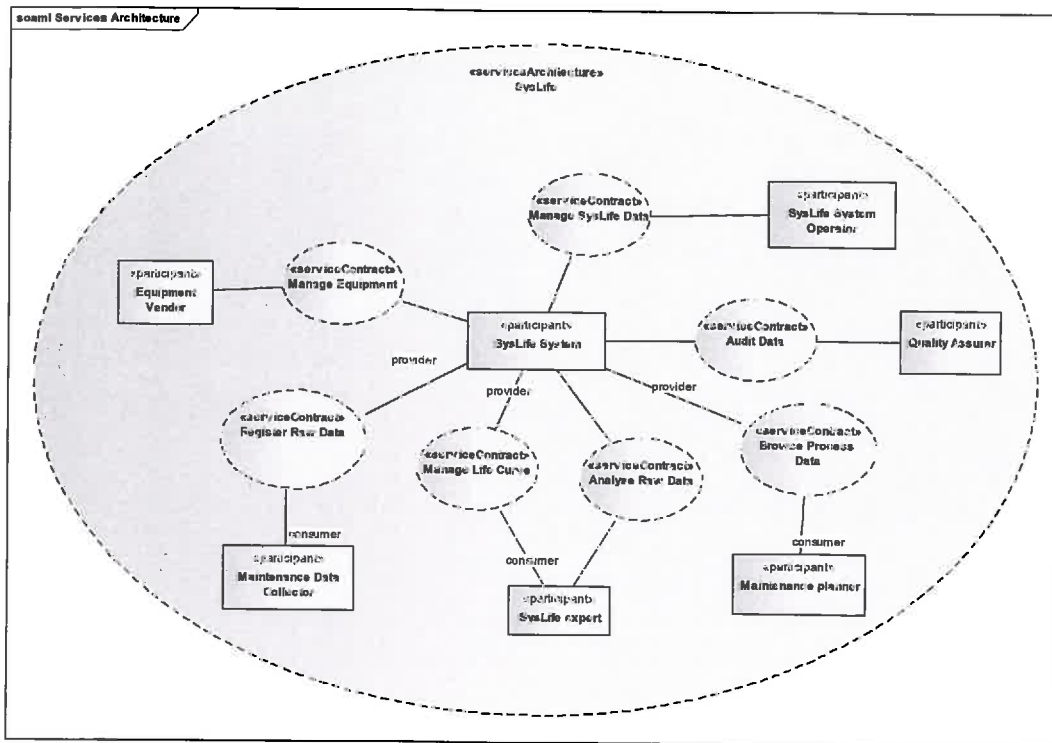 soaml Services Architecture
«servicesArchitecture»
SysLife
«serviceContract»
Manage SysLife Data
«participant»
SysLife System
Operator
«serviceContract»
Manage Equipment
«participant»
Equipment
Vendor
«participant»
SysLife System
«serviceContract»
Audit Data
«participant»
Quality Assurer
provider
provider
provider
«serviceContract»
Register Raw Data
«serviceContract»
Manage Life Curve
«serviceContract»
Analyse Raw Data
«serviceContract»
Browse Process
Data
consumer
«participant»
Maintenance Data
Collector
consumer
«participant»
SysLife expert
consumer
«participant»
Maintenance planner